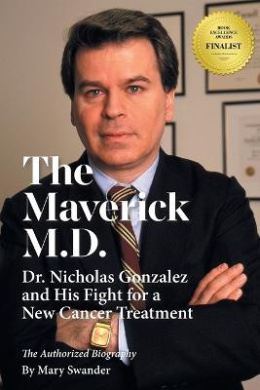 BOOK
EXCELLENCE
AWARDS
FINALIST
The
Maverick
M.D.
Dr. Nicholas Gonzalez
and His Fight for a
New Cancer Treatment
The Authorized Biography
By Mary Swander